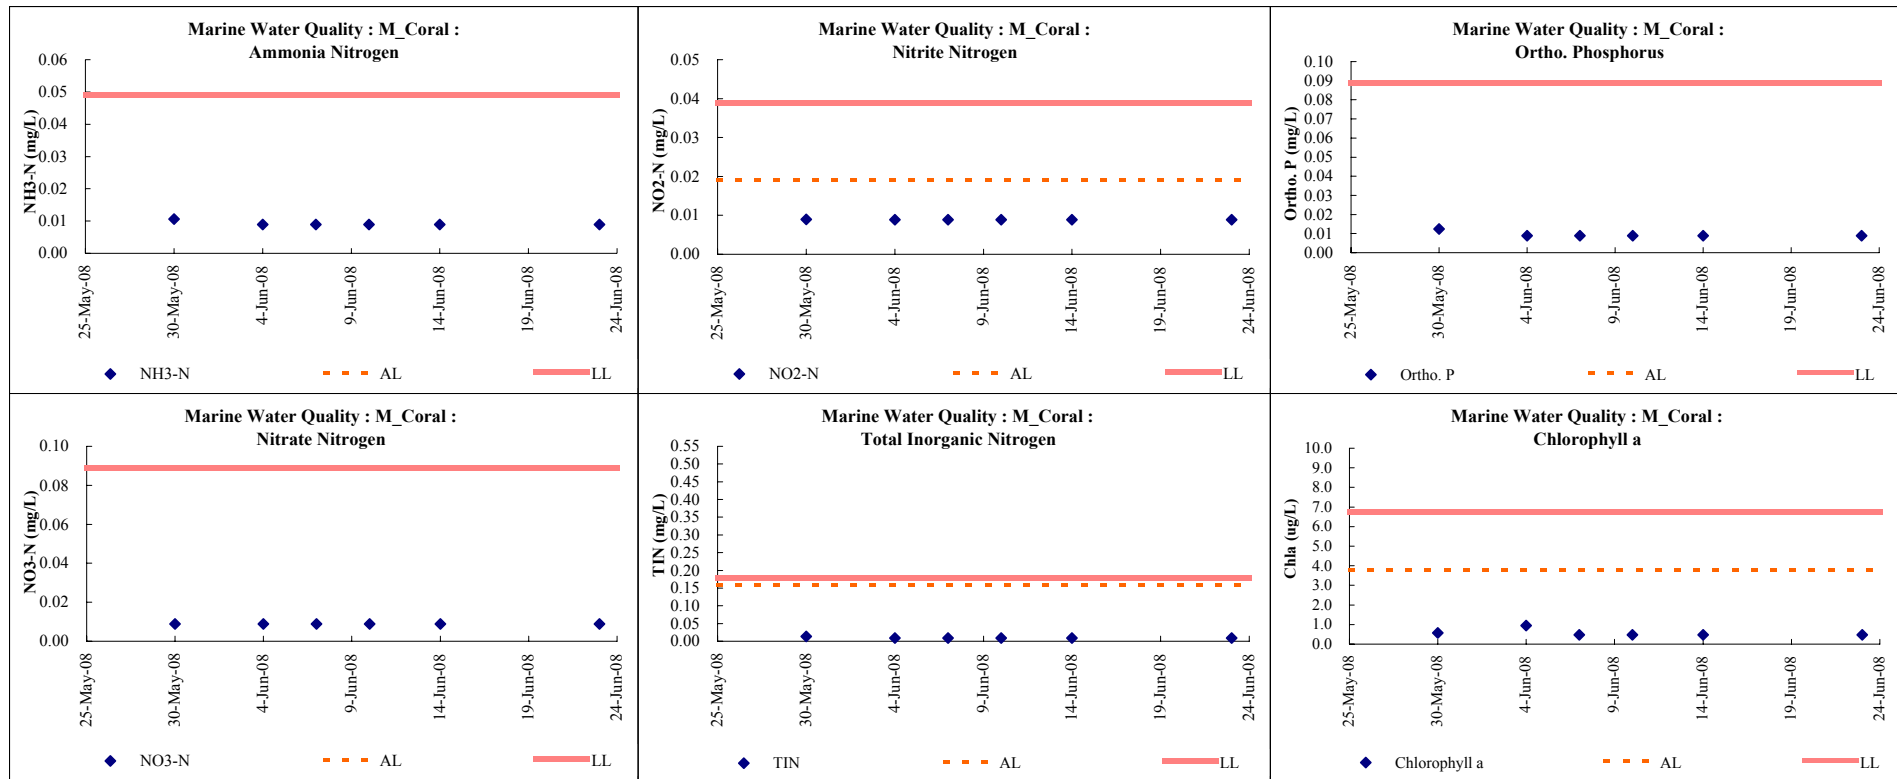 Marine Water Quality : M_Coral :
Ammonia Nitrogen
NH3-N (mg/L)
0.06
0.05
0.04
0.03
0.02
0.01
0.00
25-May-08
30-May-08
4-Jun-08
9-Jun-08
14-Jun-08
19-Jun-08
24-Jun-08
NH3-N
AL
LL
Marine Water Quality : M_Coral :
Nitrite Nitrogen
NO2-N (mg/L)
0.05
0.04
0.03
0.02
0.01
0.00
25-May-08
30-May-08
4-Jun-08
9-Jun-08
14-Jun-08
19-Jun-08
24-Jun-08
NO2-N
AL
LL
Marine Water Quality : M_Coral :
Ortho. Phosphorus
Ortho. P (mg/L)
0.10
0.09
0.08
0.07
0.06
0.05
0.04
0.03
0.02
0.01
0.00
25-May-08
30-May-08
4-Jun-08
9-Jun-08
14-Jun-08
19-Jun-08
24-Jun-08
Ortho. P
AL
LL
Marine Water Quality : M_Coral :
Nitrate Nitrogen
NO3-N (mg/L)
0.10
0.08
0.06
0.04
0.02
0.00
25-May-08
30-May-08
4-Jun-08
9-Jun-08
14-Jun-08
19-Jun-08
24-Jun-08
NO3-N
AL
LL
Marine Water Quality : M_Coral :
Total Inorganic Nitrogen
TIN (mg/L)
0.55
0.50
0.45
0.40
0.35
0.30
0.25
0.20
0.15
0.10
0.05
0.00
25-May-08
30-May-08
4-Jun-08
9-Jun-08
14-Jun-08
19-Jun-08
24-Jun-08
TIN
AL
LL
Marine Water Quality : M_Coral :
Chlorophyll a
Chla (ug/L)
10.0
9.0
8.0
7.0
6.0
5.0
4.0
3.0
2.0
1.0
0.0
25-May-08
30-May-08
4-Jun-08
9-Jun-08
14-Jun-08
19-Jun-08
24-Jun-08
Chlorophyll a
AL
LL